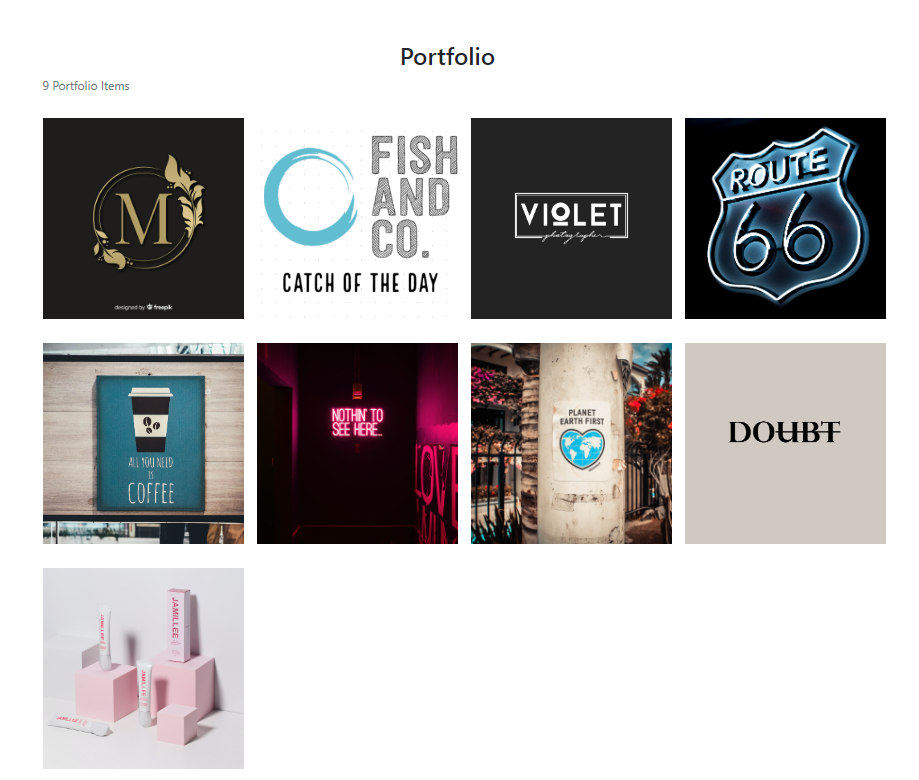 Portfolio
9 Portfolio Items
M
designed by freepik
FISH
AND
CO.
CATCH OF THE DAY
VIOLET
photographer
ROUTE
66
ALL YOU NEED
IS
COFFEE
NOTHIN' TO
SEE HERE..
LOVE
PLANET
EARTH FIRST
DOUBT
JAMILLEE
JAMILLEE
JAMILLEE
JAMILLEE